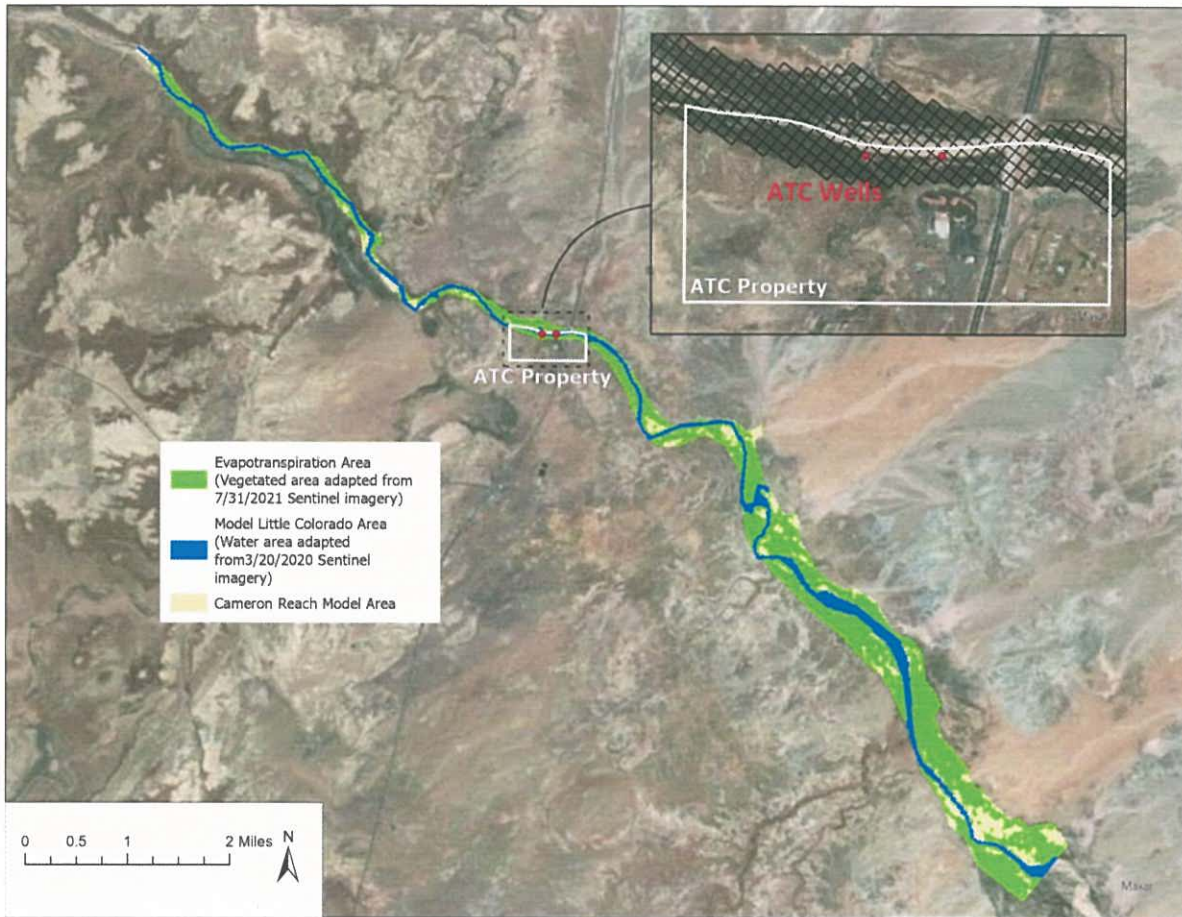 ATC Wells
ATC Property
ATC Property
Evapotranspiration Area
(Vegetated area adapted from
7/31/2021 Sentinel imagery)
Model Little Colorado Area
(Water area adapted
from3/20/2020 Sentinel
imagery)
Cameron Reach Model Area
0 0.5 1 2 Miles N